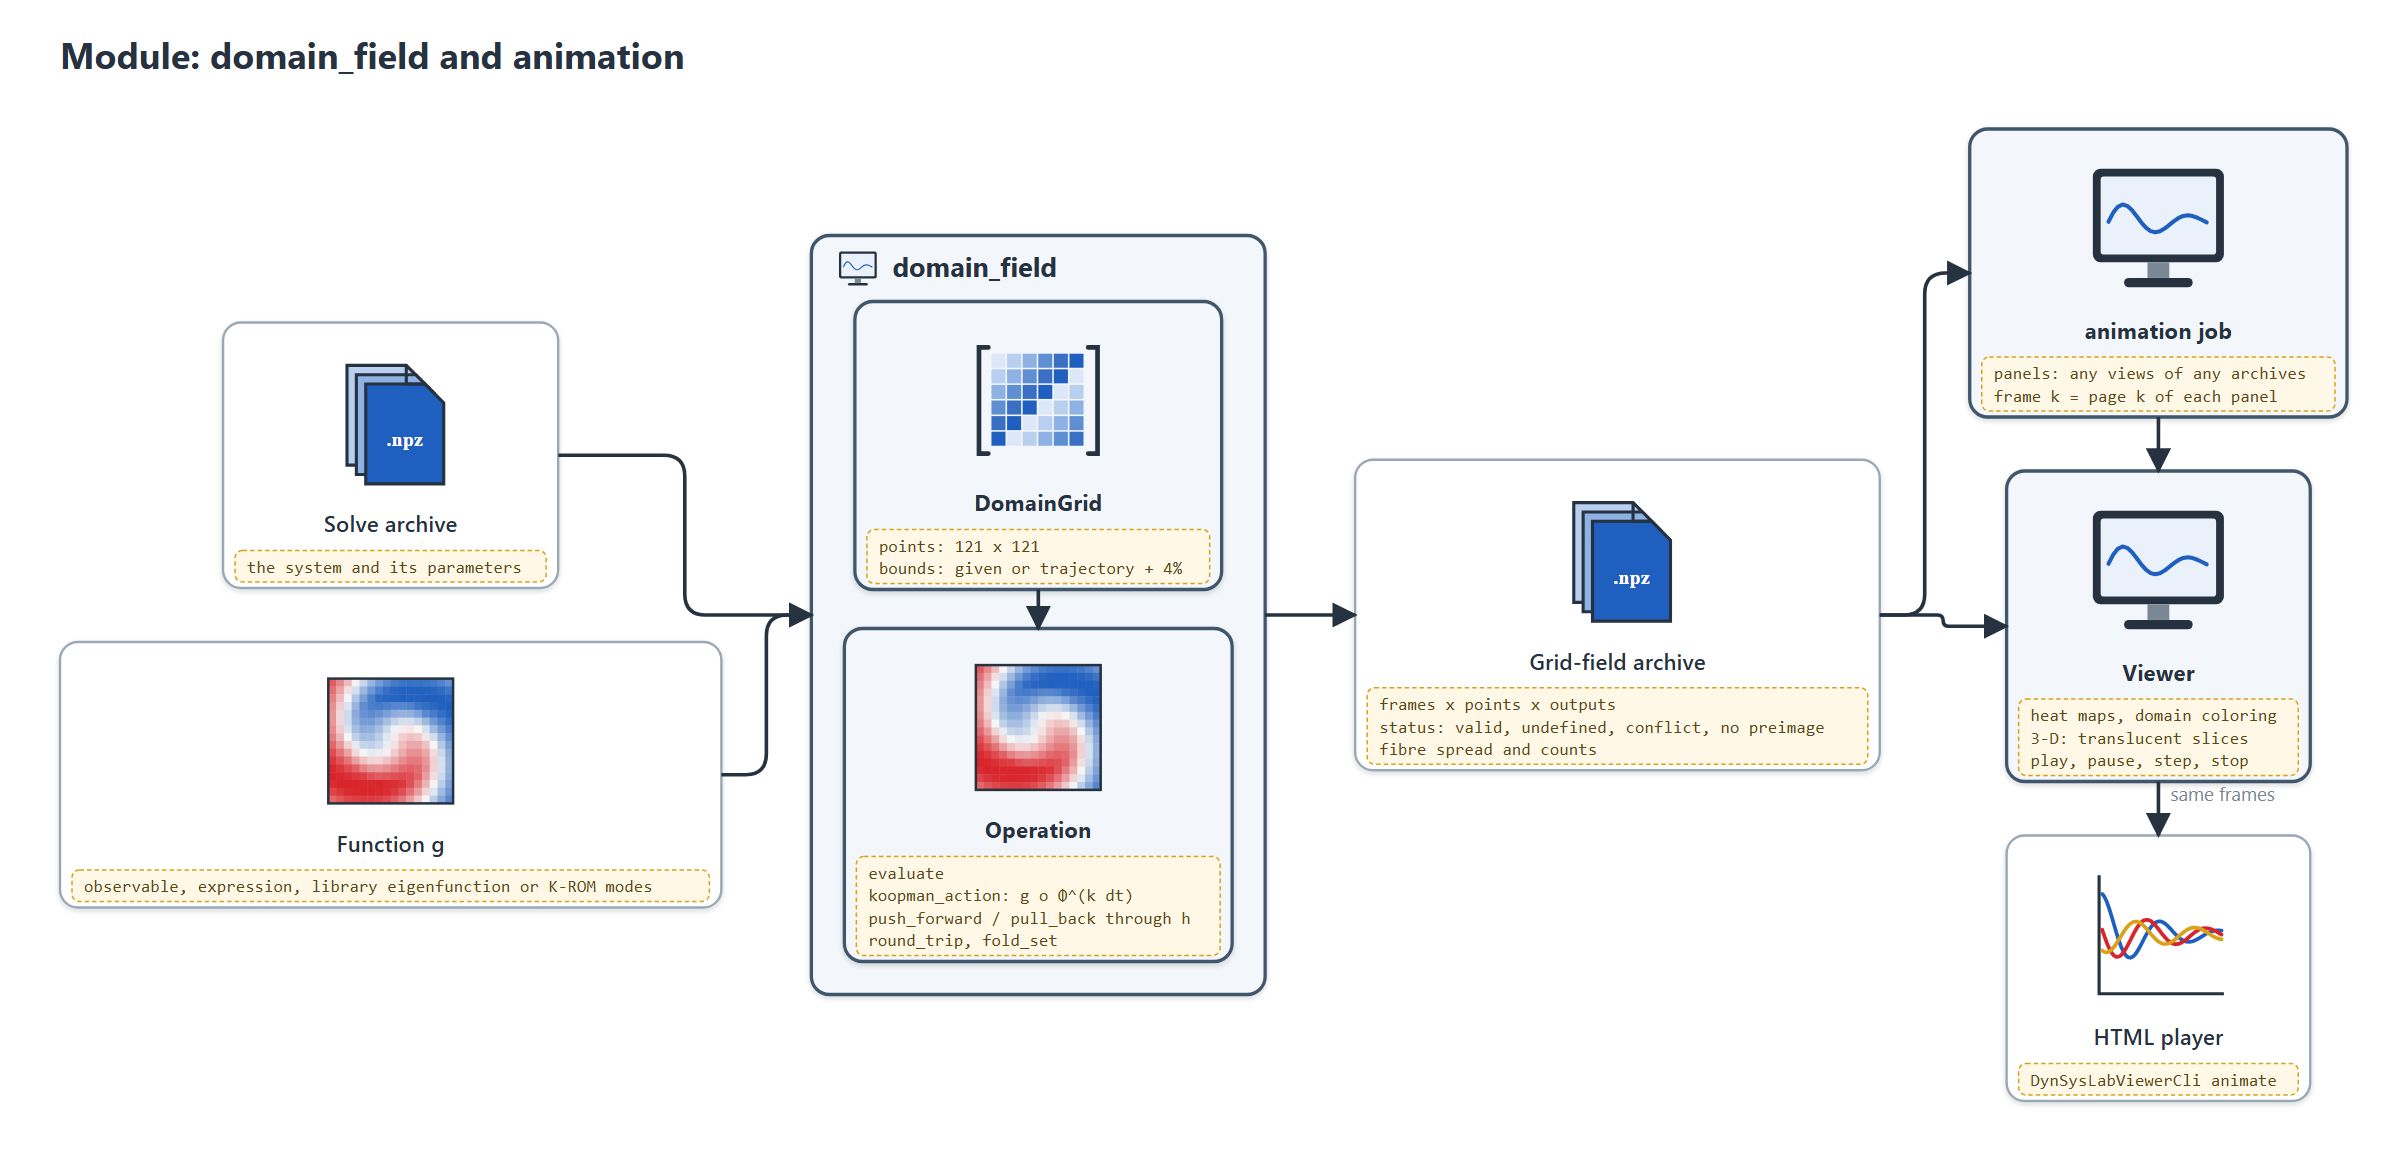 Module: domain_field and animation
.npz
Solve archive
the system and its parameters
Function g
observable, expression, library eigenfunction or K-ROM modes
domain_field
DomainGrid
points: 121 x 121
bounds: given or trajectory + 4%
Operation
evaluate
koopman_action: g o Φ^(k dt)
push_forward / pull_back through h
round_trip, fold_set
.npz
Grid-field archive
frames x points x outputs
status: valid, undefined, conflict, no preimage
fibre spread and counts
animation job
panels: any views of any archives
frame k = page k of each panel
Viewer
heat maps, domain coloring
3-D: translucent slices
play, pause, step, stop
same frames
HTML player
DynSysLabViewerCli animate